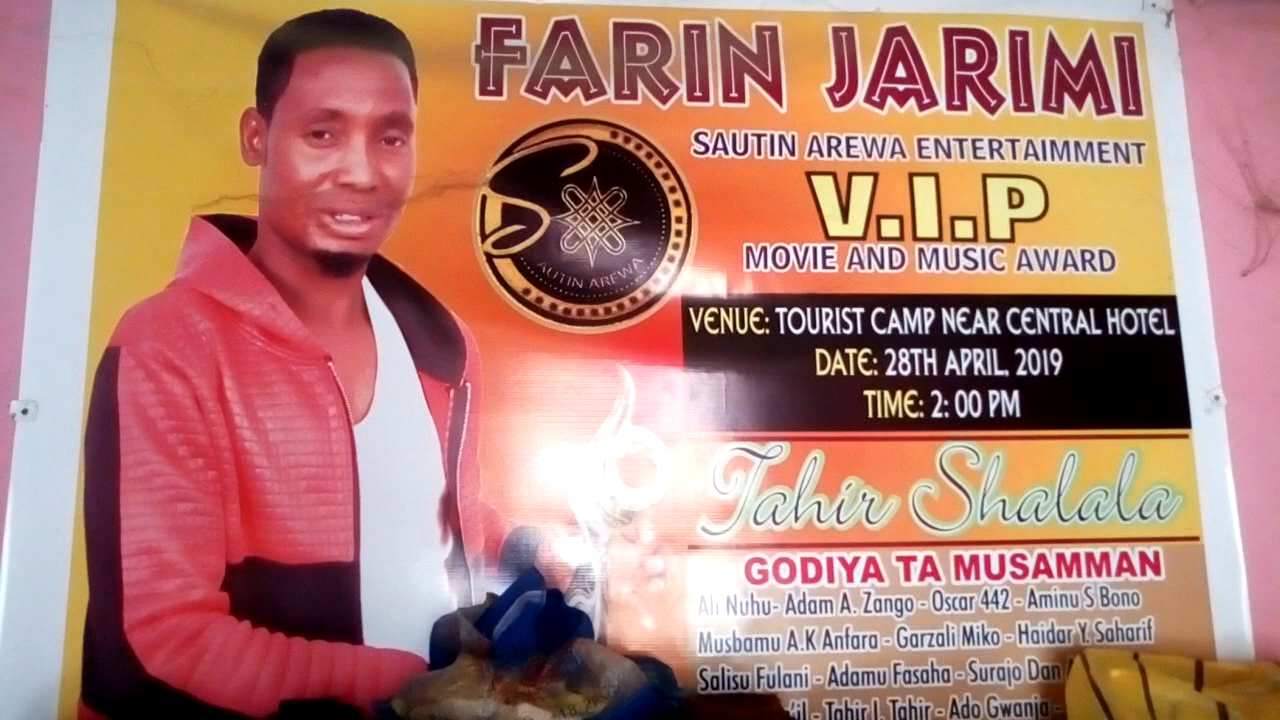 FARIN JARIMI
SAUTIN AREWA ENTERTAIMMENT
V.I.P
MOVIE AND MUSIC AWARD
S
AUTIN AREWA
VENUE: TOURIST CAMP NEAR CENTRAL HOTEL
DATE: 28TH APRIL, 2019
TIME: 2: 00 PM
Tahir Shalala
GODIYA TA MUSAMMAN
Ali Nuhu- Adam A. Zango - Oscar 442 - Aminu S Bono
Musbamu A.K Anfara - Garzali Miko - Haidar Y. Saharif
Salisu Fulani - Adamu Fasaha - Surajo Dan
- Tahir I. Tahir - Ado Gwanja -